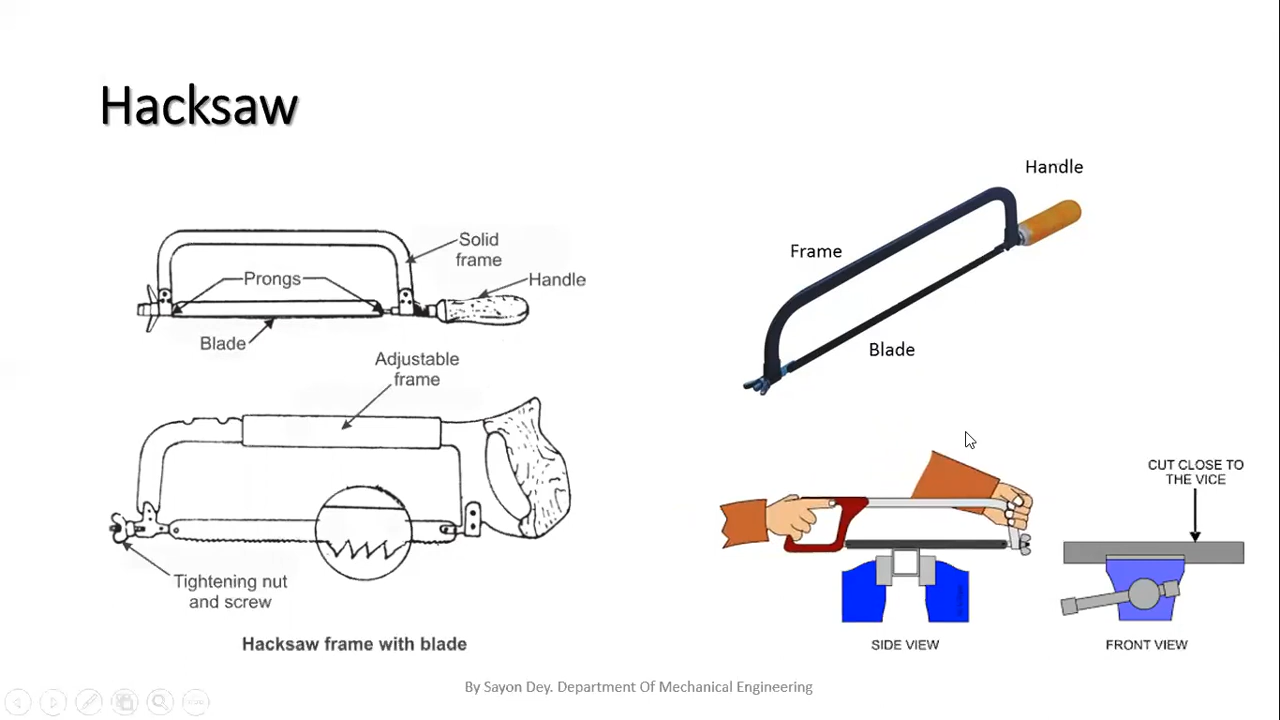 Hacksaw
Solid
frame
Prongs
Handle
Blade
Adjustable
frame
Tightening nut
and screw
Hacksaw frame with blade
Handle
Frame
Blade
CUT CLOSE TO
THE VICE
SIDE VIEW
FRONT VIEW
By Sayon Dey. Department Of Mechanical Engineering